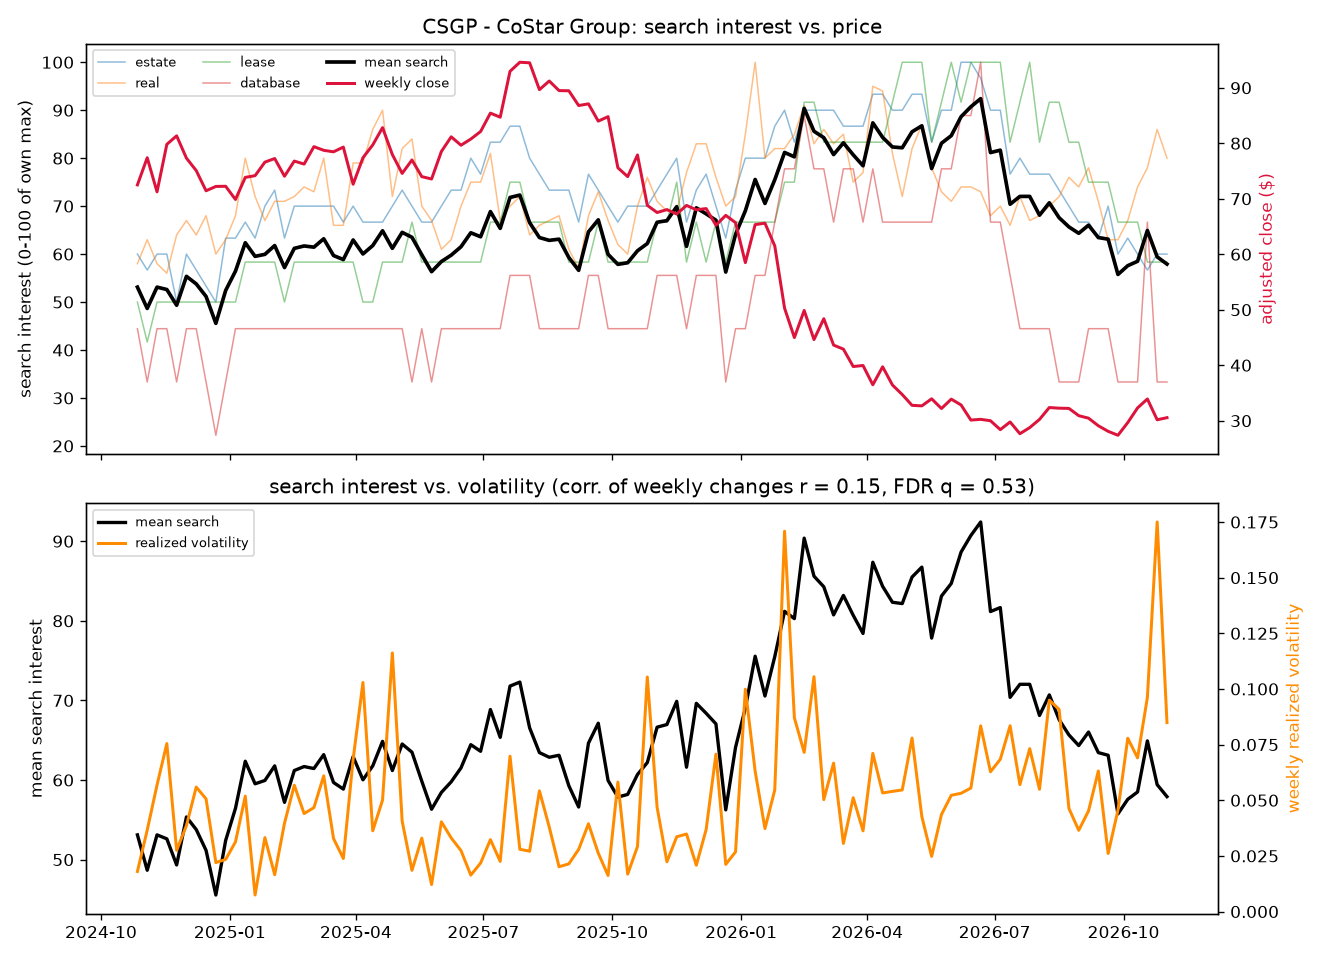 CSGP - CoStar Group: search interest vs. price
estate
real
lease
database
mean search
weekly close
search interest (0-100 of own max)
100
90
80
70
60
50
40
30
20
adjusted close ($)
90
80
70
60
50
40
30
search interest vs. volatility (corr. of weekly changes r = 0.15, FDR q = 0.53)
mean search
realized volatility
mean search interest
90
80
70
60
50
weekly realized volatility
0.175
0.150
0.125
0.100
0.075
0.050
0.025
0.000
2024-10
2025-01
2025-04
2025-07
2025-10
2026-01
2026-04
2026-07
2026-10